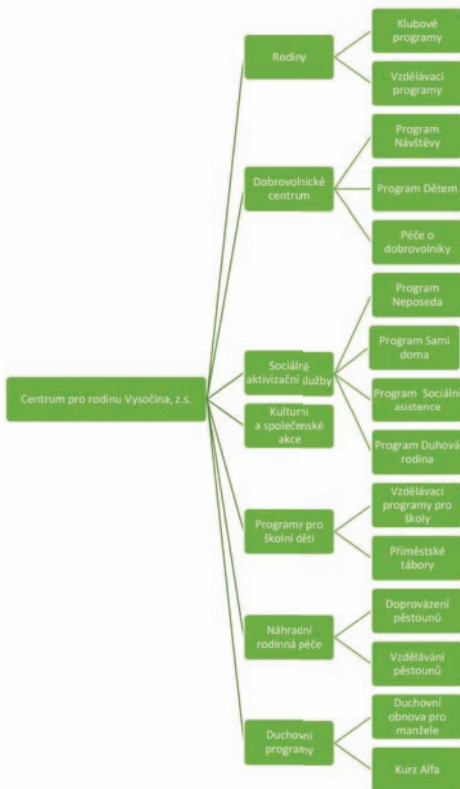 Rodiny
Klubové
programy
Vzdělávací
programy
Dobrovolnické
centrum
Program
Návštěvy
Program Dětem
Péče o
dobrovolníky
Centrum pro rodinu Vysočina, z.s.
Sociálně
aktivizační služby
Program
Neposeda
Program Sami
doma
Program Sociální
asistence
Program Duhová
rodina
Kulturní
a společenské
akce
Programy pro
školní děti
Vzdělávací
programy pro
školy
Příměstské
tábory
Náhradní
rodinná péče
Doprovázení
pěstounů
Vzdělávání
pěstounů
Duchovní
programy
Duchovní
obnova pro
manžele
Kurz Alfa